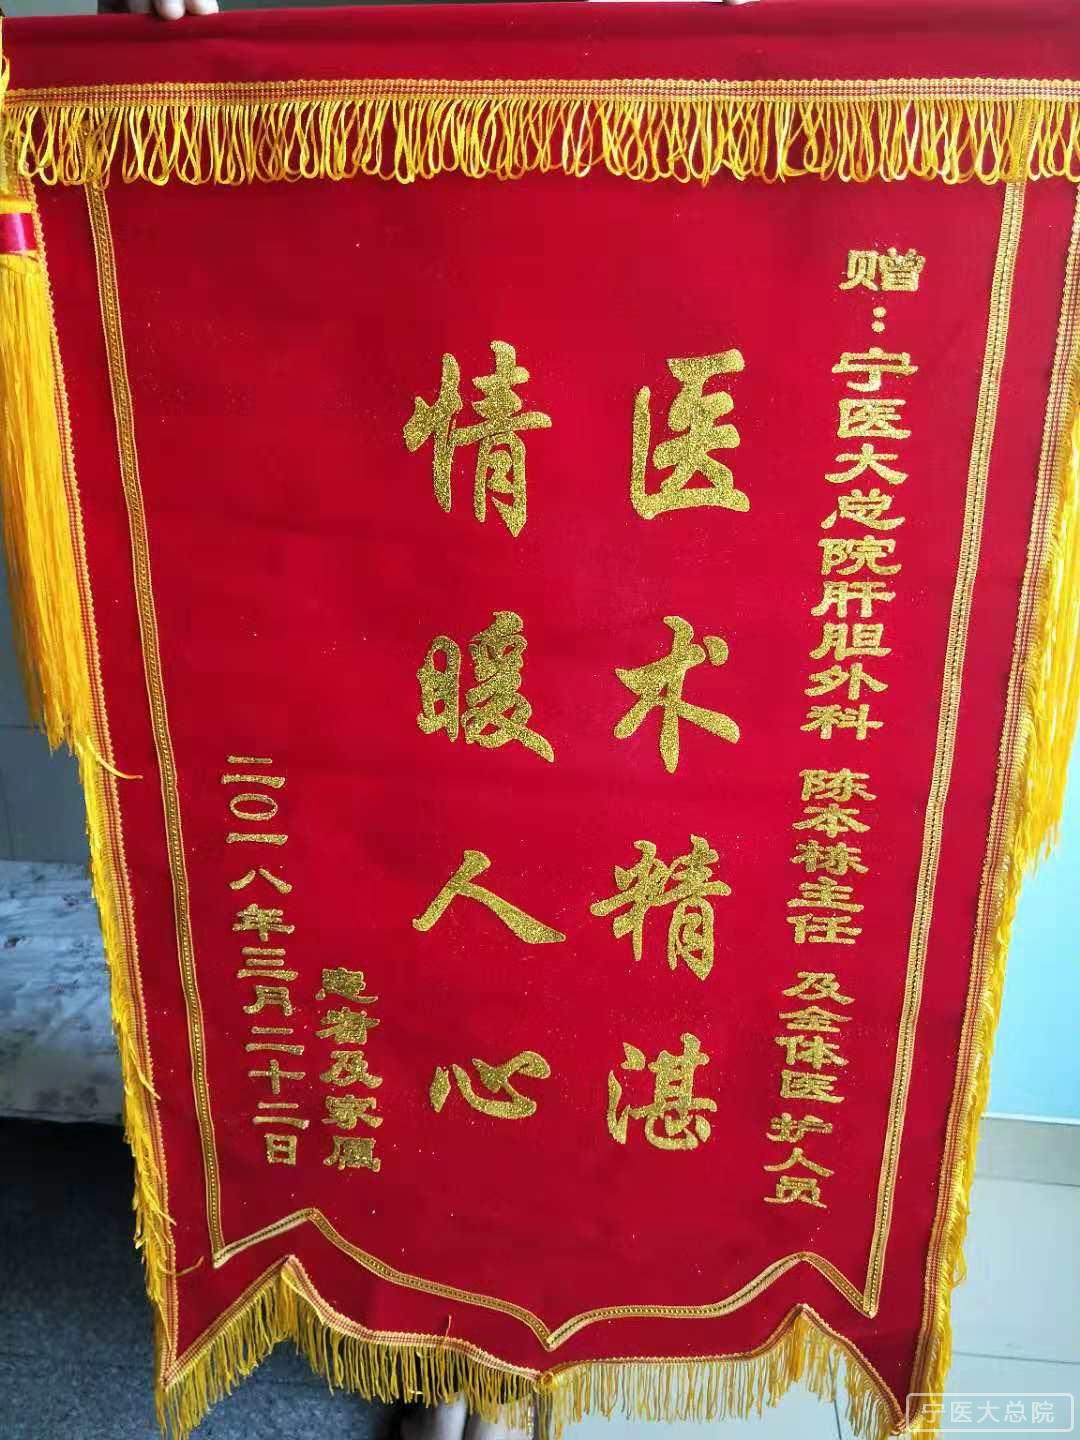 赠：宁医大总院肝胆外科 陈本栋主任 及全体医护人员
医术精湛
情暖人心
患者及家属
二〇一八年三月二十二日
宁医大总院